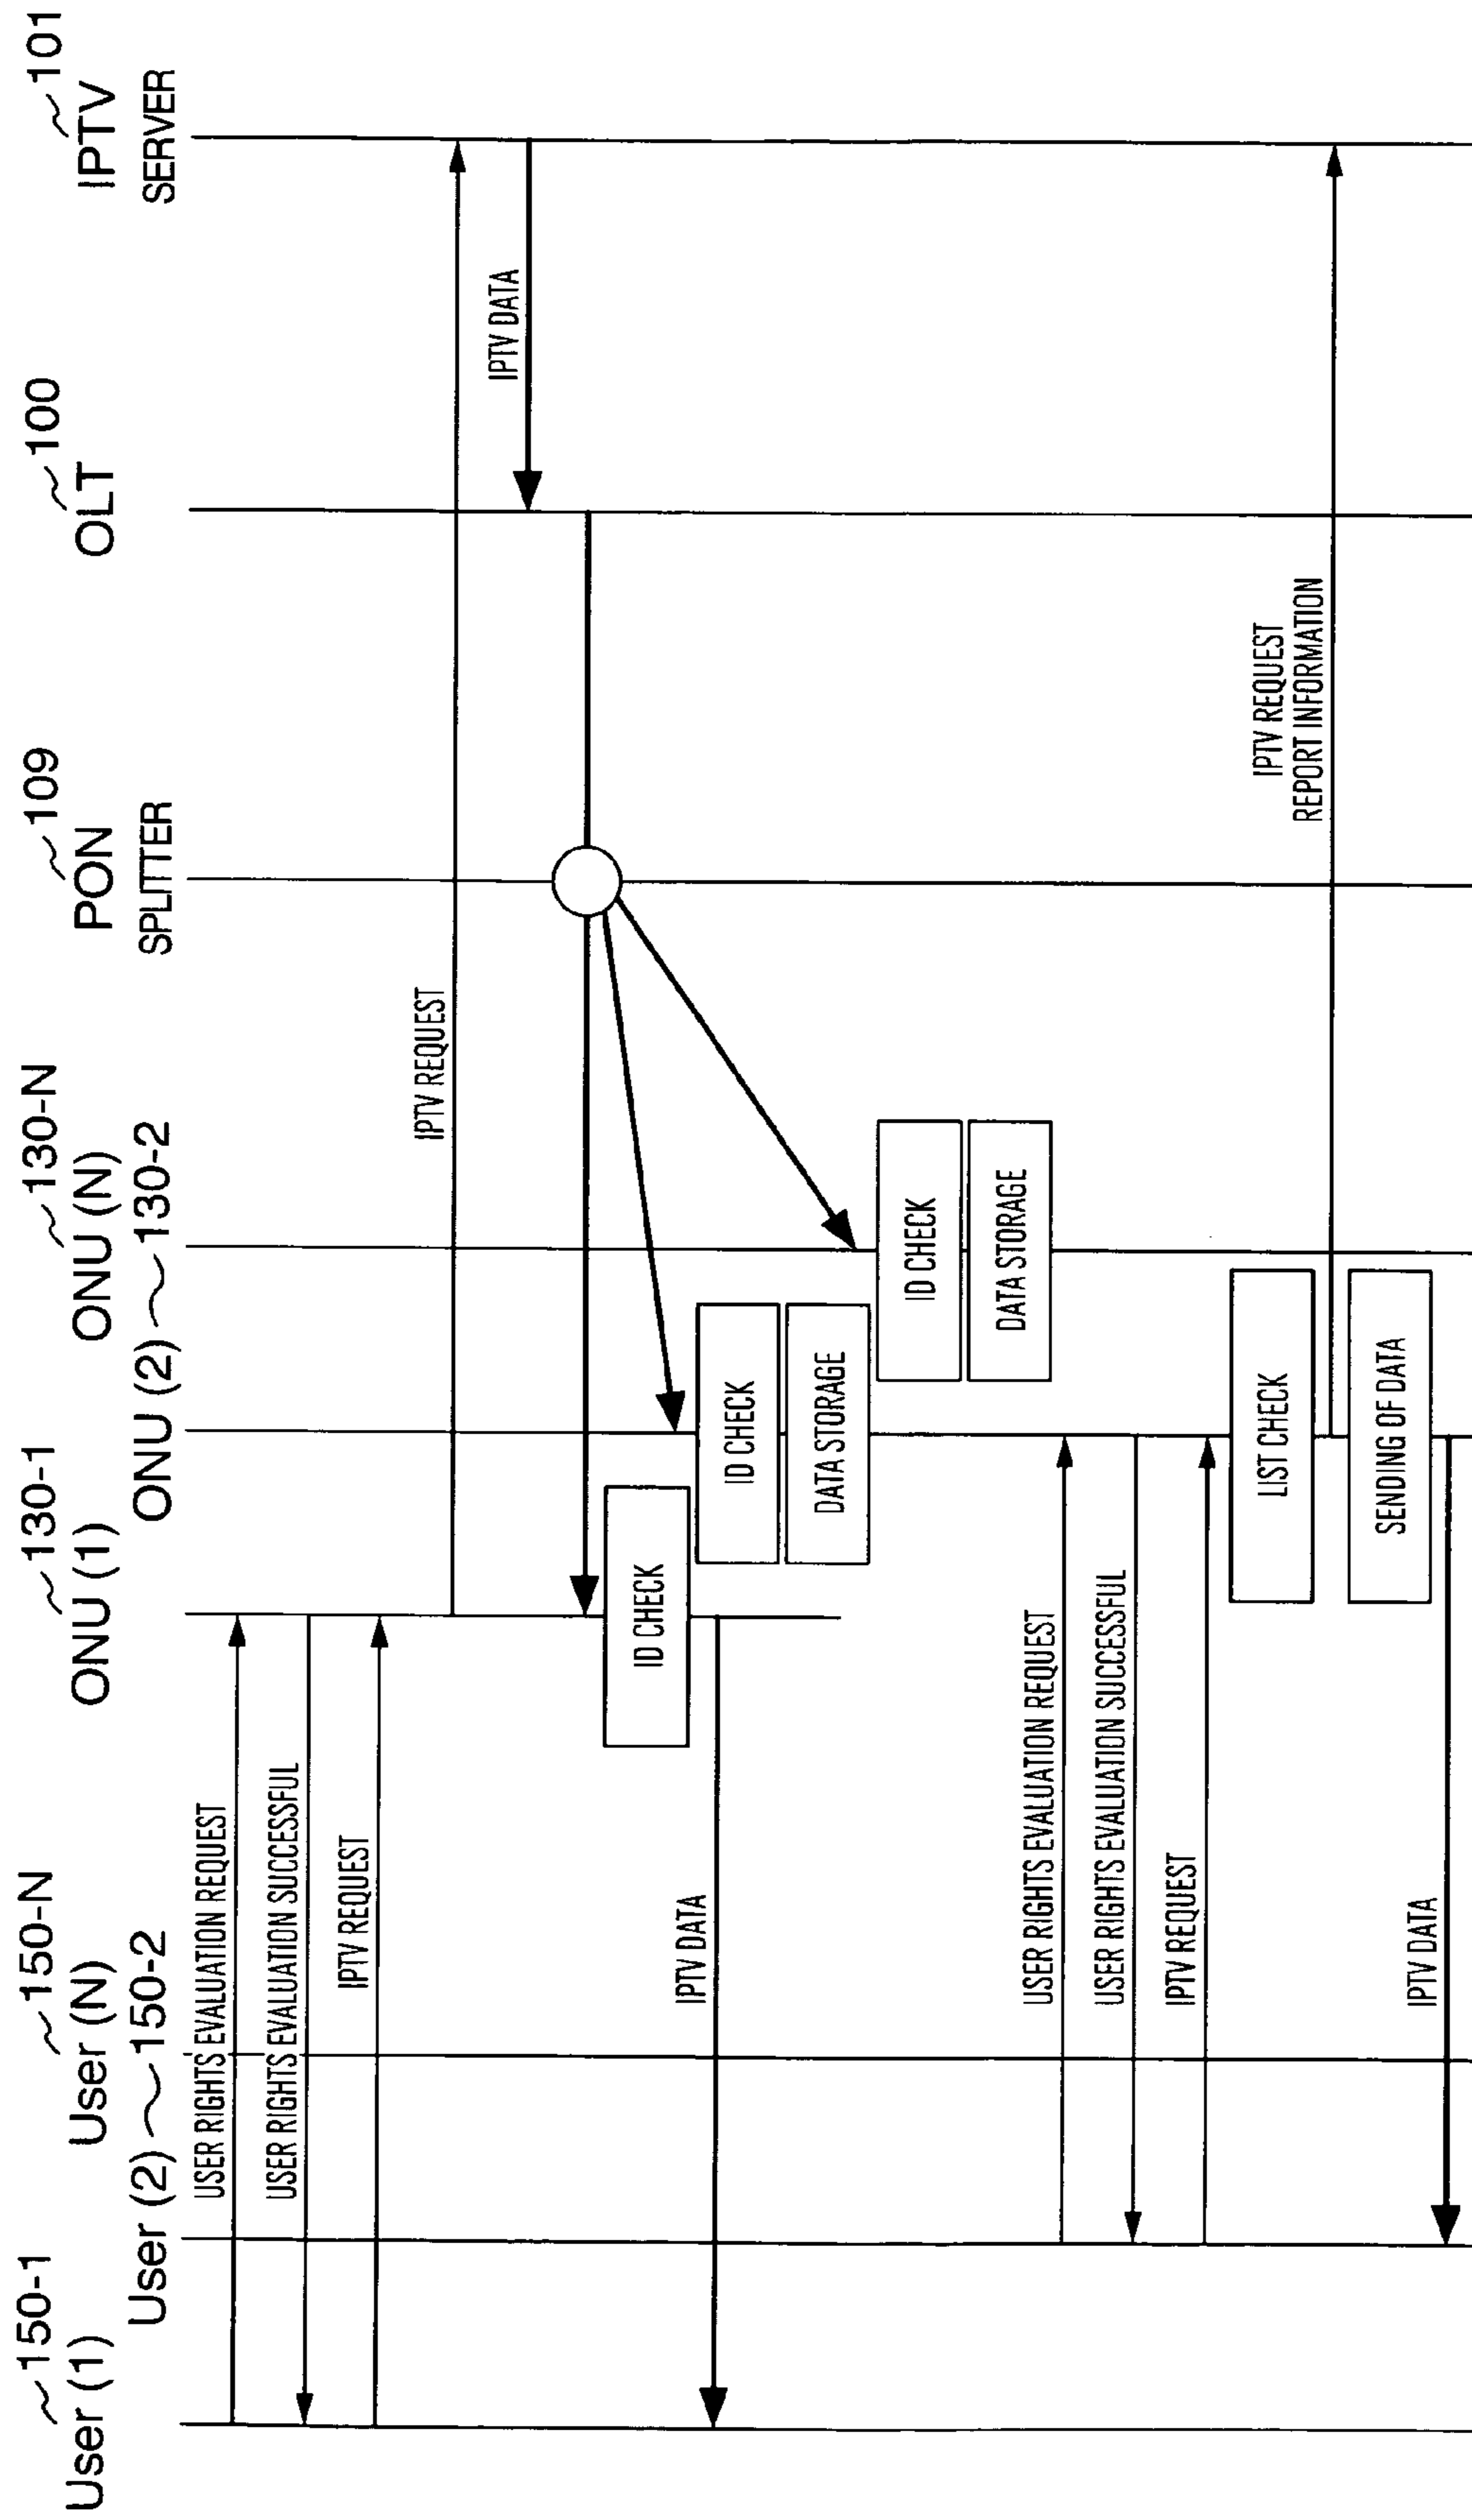 ~150-1
User (1)
~150-N
User (N)
User (2)~150-2
~130-1
ONU (1)
~130-N
ONU (N)
ONU (2)~130-2
~109
PON
SPLITTER
~100
OLT
~101
IPTV
SERVER
USER RIGHTS EVALUATION REQUEST
USER RIGHTS EVALUATION SUCCESSFUL
IPTV REQUEST
IPTV REQUEST
IPTV DATA
ID CHECK
IPTV DATA
ID CHECK
DATA STORAGE
ID CHECK
DATA STORAGE
USER RIGHTS EVALUATION REQUEST
USER RIGHTS EVALUATION SUCCESSFUL
IPTV REQUEST
LIST CHECK
IPTV REQUEST
REPORT INFORMATION
SENDING OF DATA
IPTV DATA